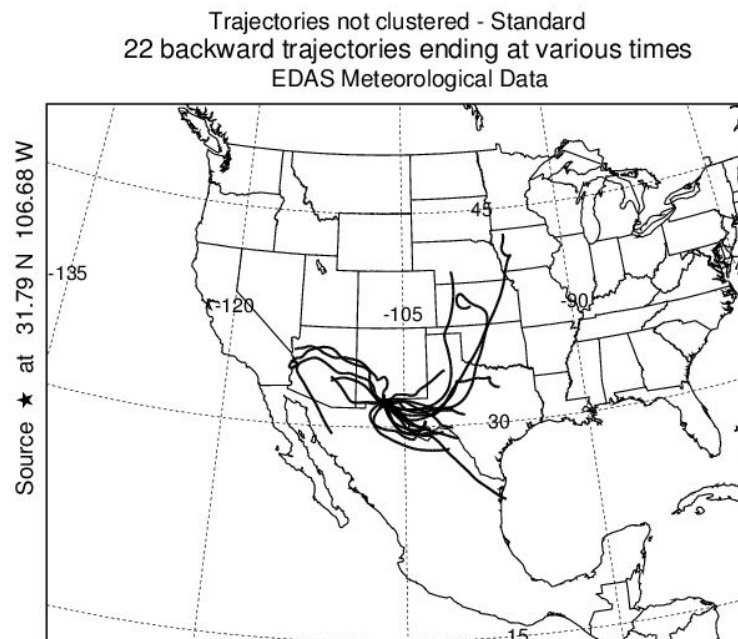 Trajectories not clustered - Standard
22 backward trajectories ending at various times
EDAS Meteorological Data
Source ★ at 31.79 N 106.68 W
45
-135
-120
-105
-90
30
15